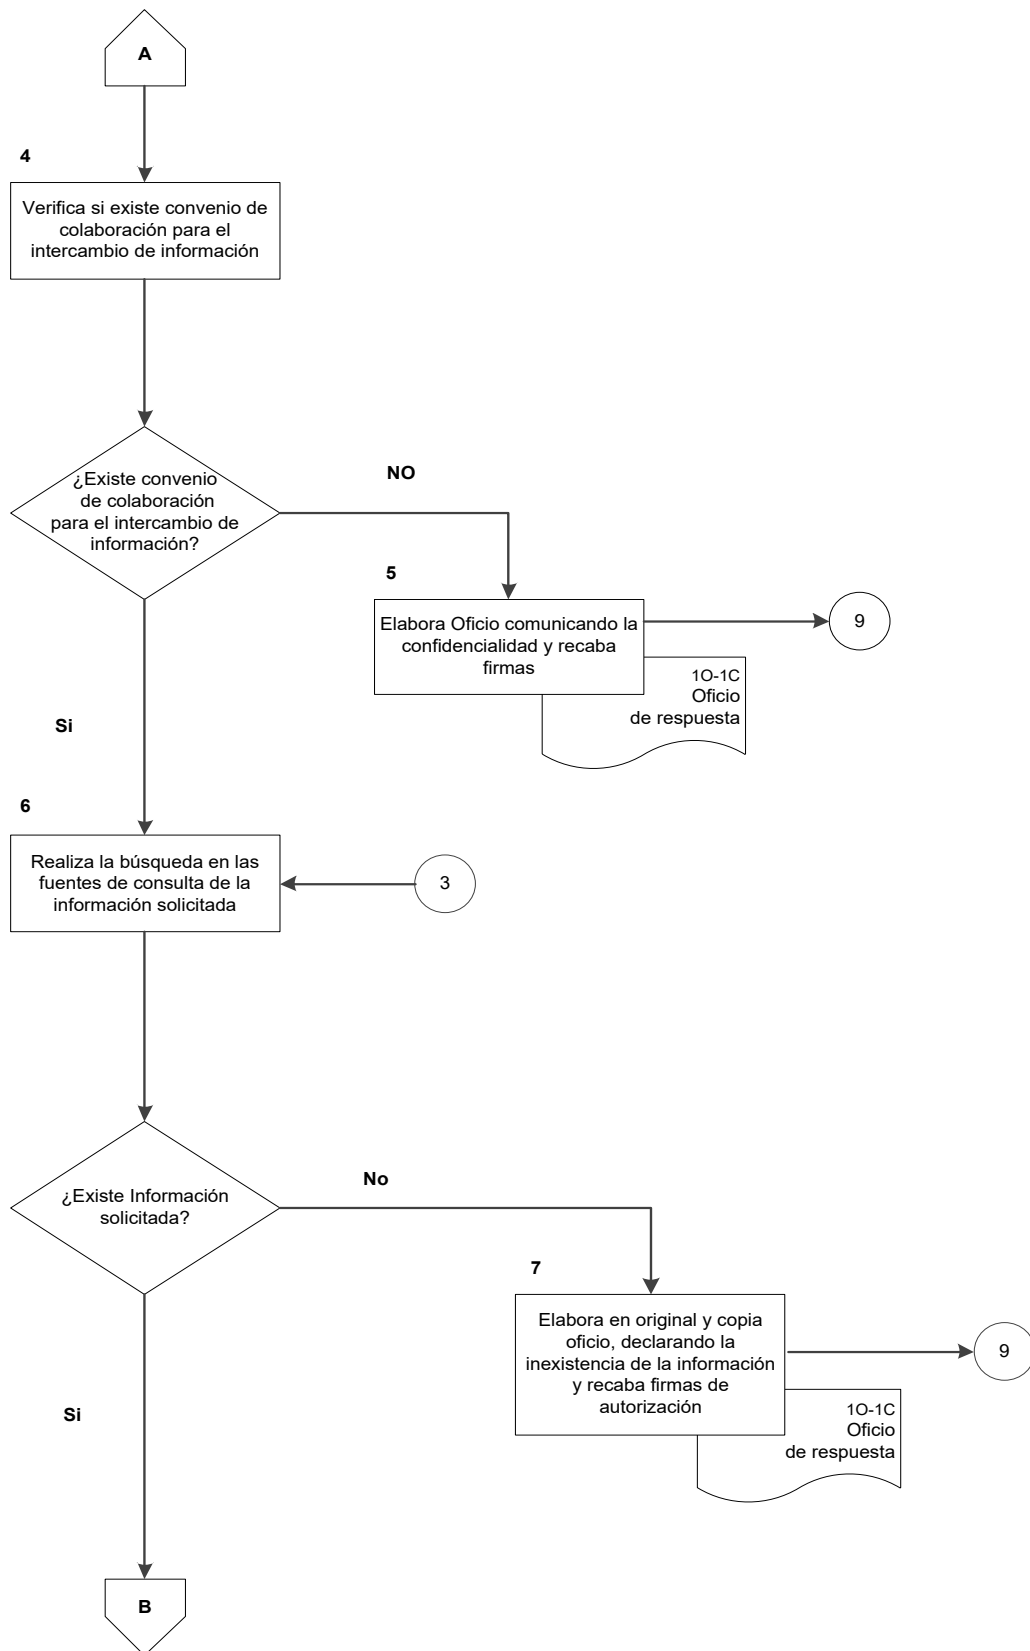 A
4
Verifica si existe convenio de
colaboración para el
intercambio de información
¿Existe convenio
de colaboración
para el intercambio de
información?
NO
5
Elabora Oficio comunicando la
confidencialidad y recaba
firmas
9
1O-1C
Oficio
de respuesta
Si
6
Realiza la búsqueda en las
fuentes de consulta de la
información solicitada
3
¿Existe Información
solicitada?
No
7
Elabora en original y copia
oficio, declarando la
inexistencia de la información
y recaba firmas de
autorización
9
1O-1C
Oficio
de respuesta
Si
B